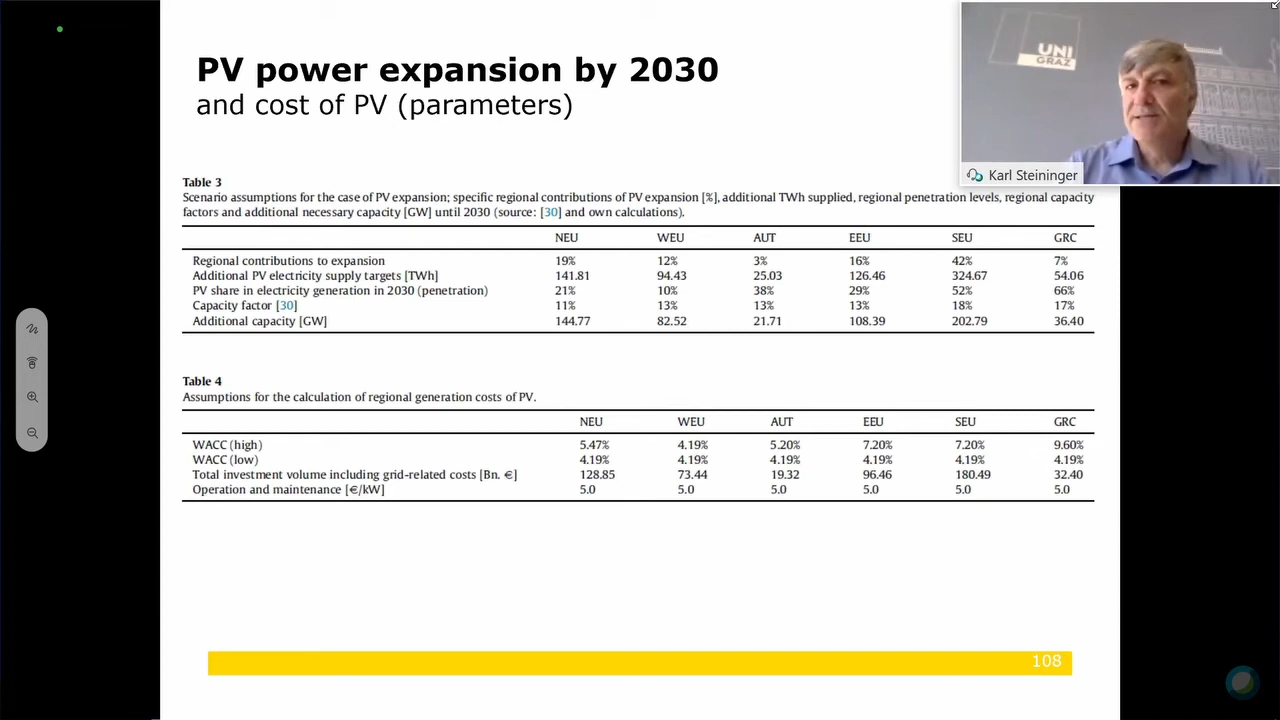 PV power expansion by 2030
and cost of PV (parameters)
UNI
GRAZ
Karl Steininger
Table 3
Scenario assumptions for the case of PV expansion; specific regional contributions of PV expansion [%], additional TWh supplied, regional penetration levels, regional capacity
factors and additional necessary capacity [GW] until 2030 (source: [30] and own calculations).
NEU WEU AUT EEU SEU GRC
Regional contributions to expansion 19% 12% 3% 16% 42% 7%
Additional PV electricity supply targets [TWh] 141.81 94.43 25.03 126.46 324.67 54.06
PV share in electricity generation in 2030 (penetration) 21% 10% 38% 29% 52% 66%
Capacity factor [30] 11% 13% 13% 13% 18% 17%
Additional capacity [GW] 144.77 82.52 21.71 108.39 202.79 36.40
Table 4
Assumptions for the calculation of regional generation costs of PV.
NEU WEU AUT EEU SEU GRC
WACC (high) 5.47% 4.19% 5.20% 7.20% 7.20% 9.60%
WACC (low) 4.19% 4.19% 4.19% 4.19% 4.19% 4.19%
Total investment volume including grid-related costs [Bn. €] 128.85 73.44 19.32 96.46 180.49 32.40
Operation and maintenance [€/kW] 5.0 5.0 5.0 5.0 5.0 5.0
108